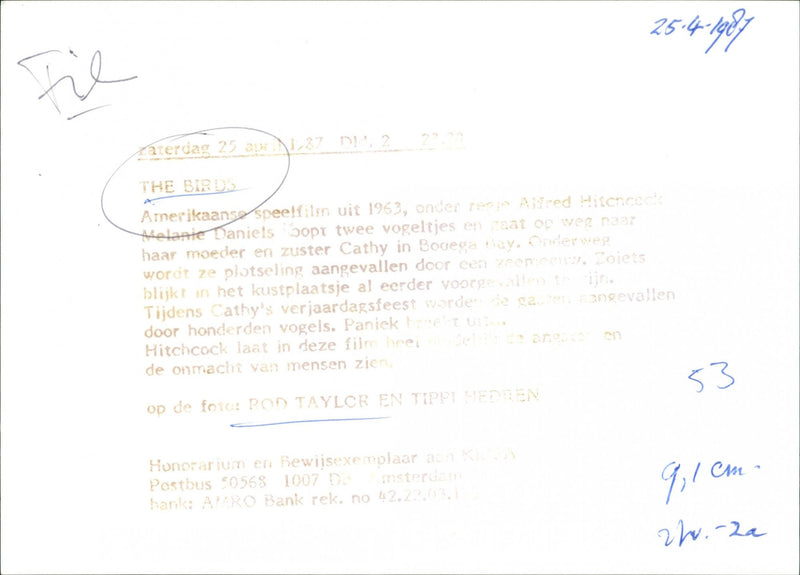 25-4-1987
Fil
zaterdag 25 april 1987 2 22.20
THE BIRDS
Amerikaanse speelfilm uit 1963, onder regie Alfred Hitchcock
Melanie Daniels koopt twee vogeltjes en gaat op weg naar
haar moeder en zuster Cathy in Bodega Bay. Onderweg
wordt ze plotseling aangevallen door een zeemeeuw. Zoiets
blijkt in het kustplaatsje al eerder voorgevallen te zijn.
Tijdens Cathy's verjaardagsfeest worden de gasten aangevallen
door honderden vogels. Paniek breekt uit...
Hitchcock laat in deze film heel de angsten en
de onmacht van mensen zien.
53
op de foto: ROD TAYLOR EN TIPPI HEDREN
Honorarium en Bewijsexemplaar aan
Postbus 50568 1007 Amsterdam
bank: AMRO Bank rek. no 42.22.03.
9,1 cm.